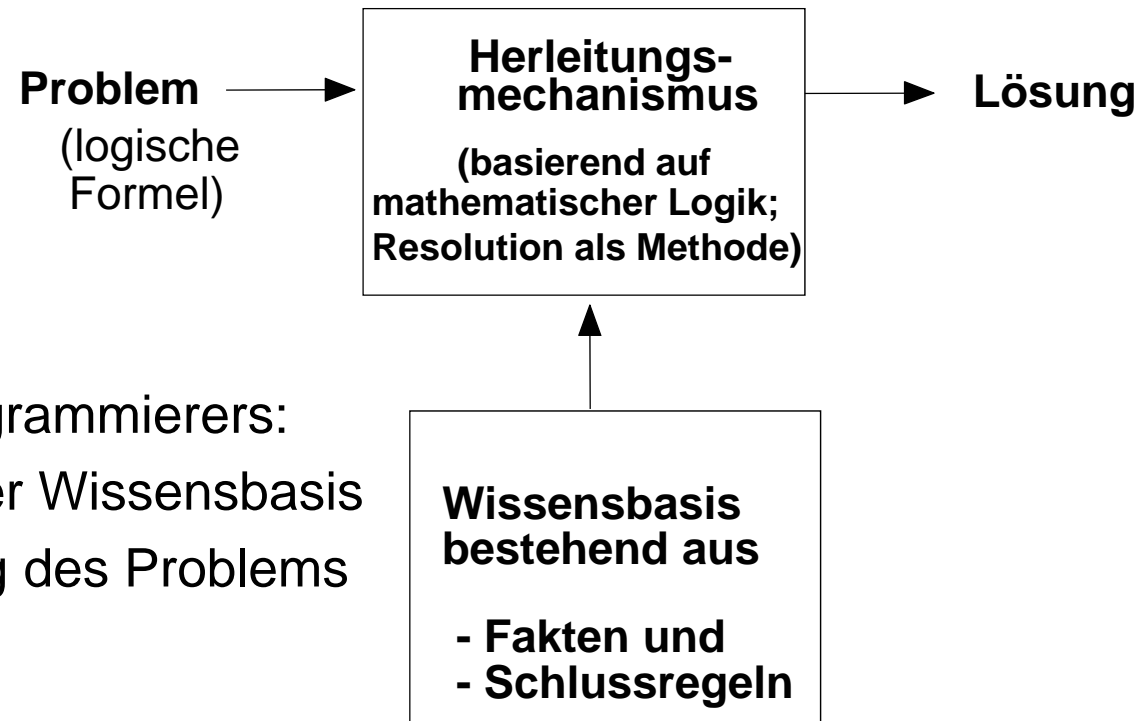 Problem
(logische
Formel)
Herleitungs-
mechanismus
(basierend auf
mathematischer Logik;
Resolution als Methode)
Lösung
grammierers:
er Wissensbasis
g des Problems
Wissensbasis
bestehend aus
- Fakten und
- Schlussregeln